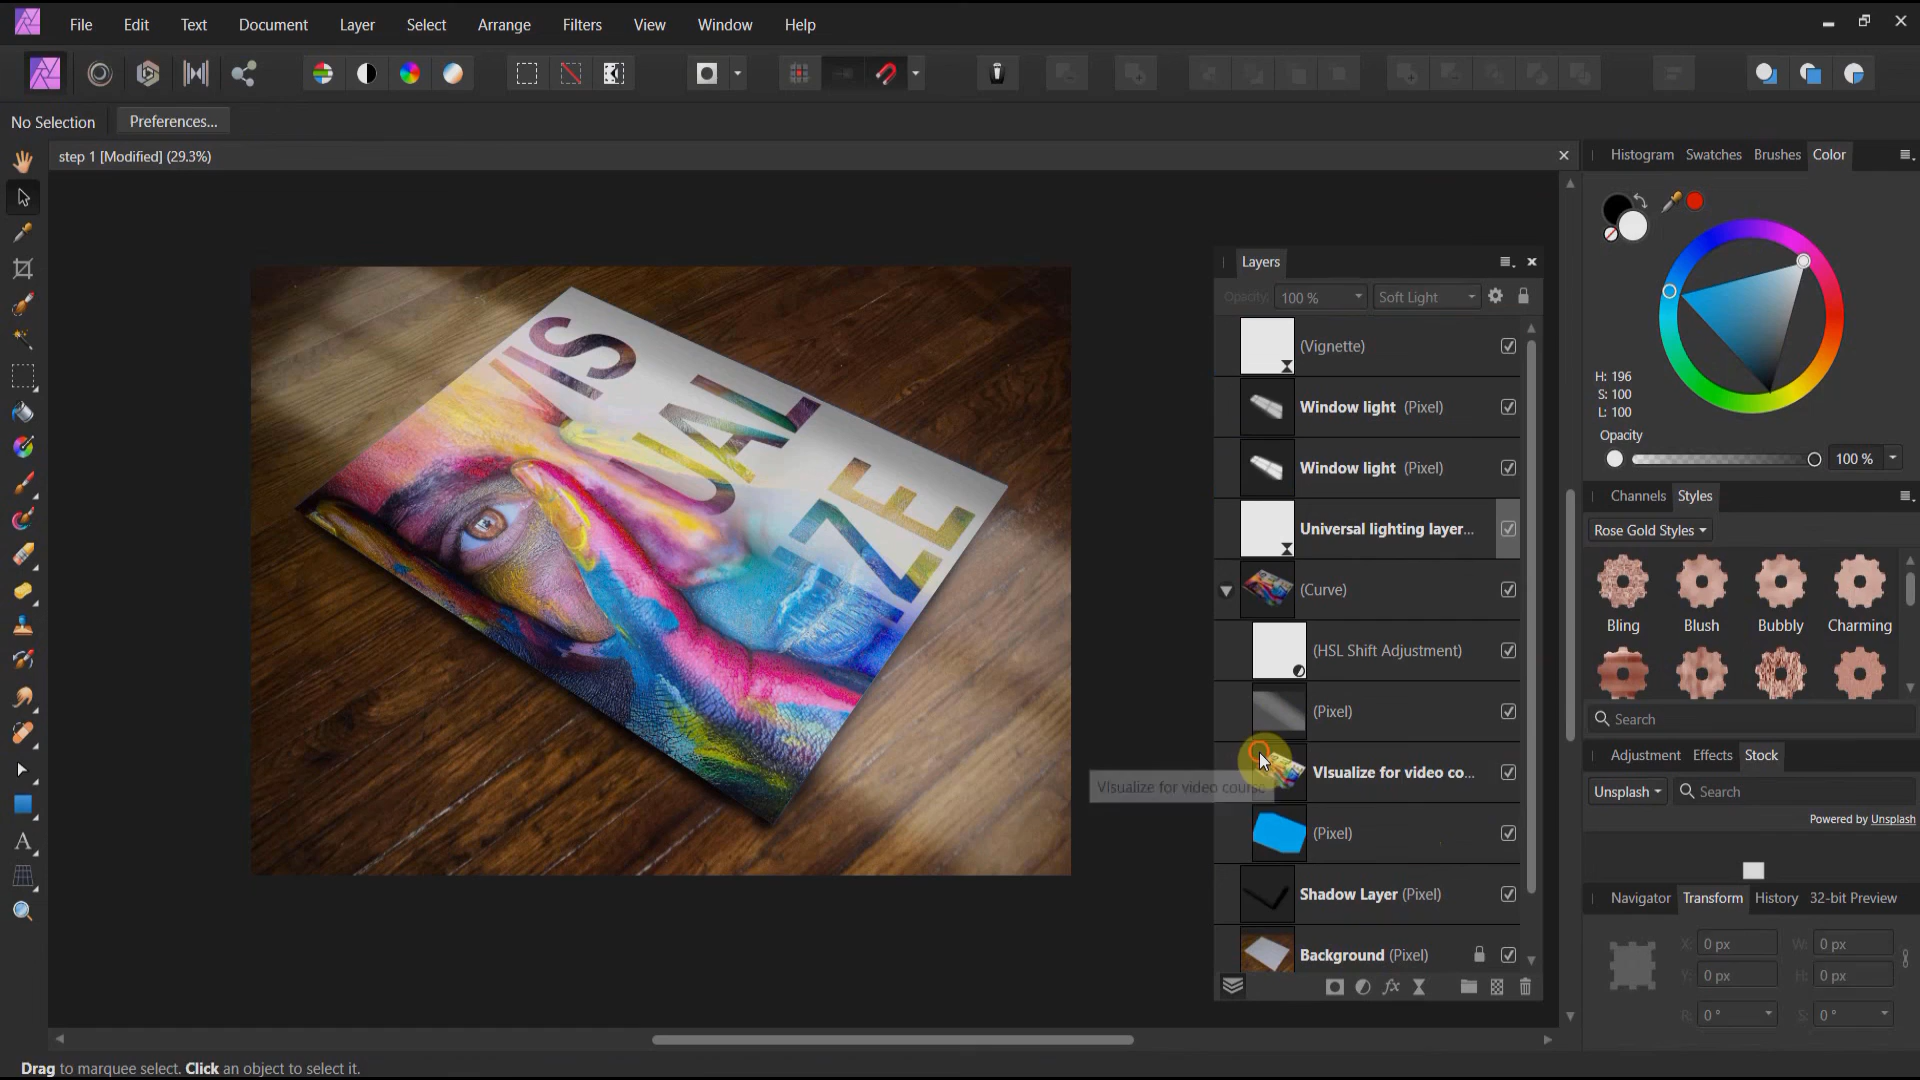 File Edit Text Document Layer Select Arrange Filters View Window Help
No Selection Preferences...
step 1 [Modified] (29.3%)
VIS
UAL
IZE
Layers
Opacity: 100 % Soft Light
(Vignette)
Window light (Pixel)
Window light (Pixel)
Universal lighting layer...
(Curve)
(HSL Shift Adjustment)
(Pixel)
VIsualize for video co...
VIsualize for video course
(Pixel)
Shadow Layer (Pixel)
Background (Pixel)
Histogram Swatches Brushes Color
H: 196
S: 100
L: 100
Opacity
100 %
Channels Styles
Rose Gold Styles
Bling Blush Bubbly Charming
Search
Adjustment Effects Stock
Unsplash Search
Powered by Unsplash
Navigator Transform History 32-bit Preview
X: 0 px W: 0 px
Y: 0 px H: 0 px
R: 0 ° S: 0 °
Drag to marquee select. Click an object to select it.